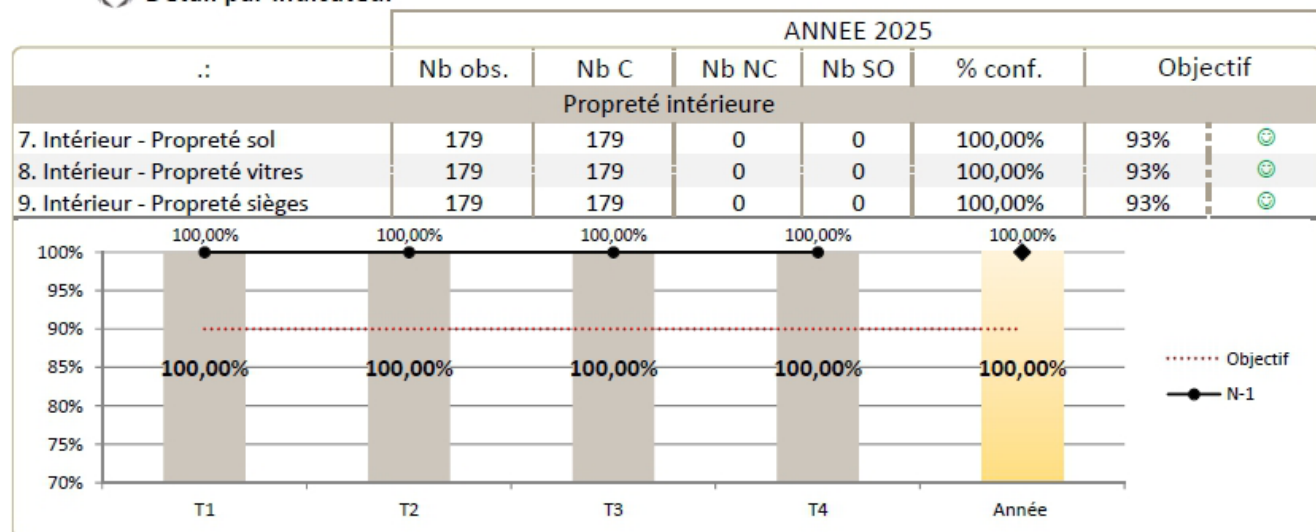 Détail par indicateur
ANNEE 2025
.: Nb obs. Nb C Nb NC Nb SO % conf. Objectif
Propreté intérieure
7. Intérieur - Propreté sol 179 179 0 0 100,00% 93%
8. Intérieur - Propreté vitres 179 179 0 0 100,00% 93%
9. Intérieur - Propreté sièges 179 179 0 0 100,00% 93%
100,00% 100,00% 100,00% 100,00% 100,00%
100%
95%
90%
Objectif
85% 100,00% 100,00% 100,00% 100,00% 100,00%
N-1
80%
75%
70%
T1 T2 T3 T4 Année